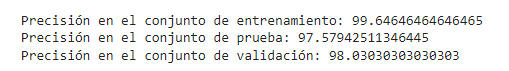 Precisión en el conjunto de entrenamiento: 99.64646464646465
Precisión en el conjunto de prueba: 97.57942511346445
Precisión en el conjunto de validación: 98.03030303030303